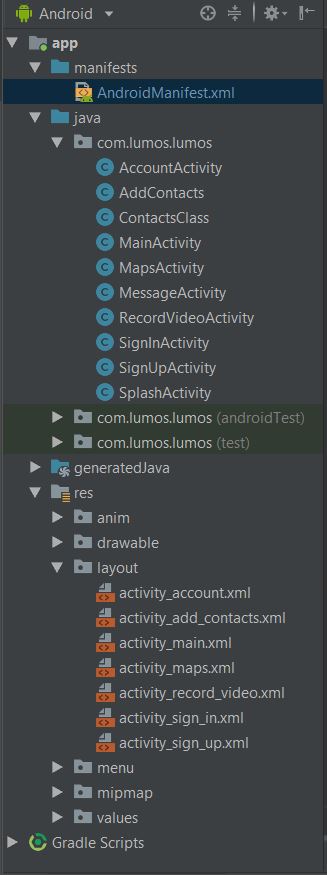 Android
app
manifests
AndroidManifest.xml
java
com.lumos.lumos
AccountActivity
AddContacts
ContactsClass
MainActivity
MapsActivity
MessageActivity
RecordVideoActivity
SignInActivity
SignUpActivity
SplashActivity
com.lumos.lumos (androidTest)
com.lumos.lumos (test)
generatedJava
res
anim
drawable
layout
activity_account.xml
activity_add_contacts.xml
activity_main.xml
activity_maps.xml
activity_record_video.xml
activity_sign_in.xml
activity_sign_up.xml
menu
mipmap
values
Gradle Scripts